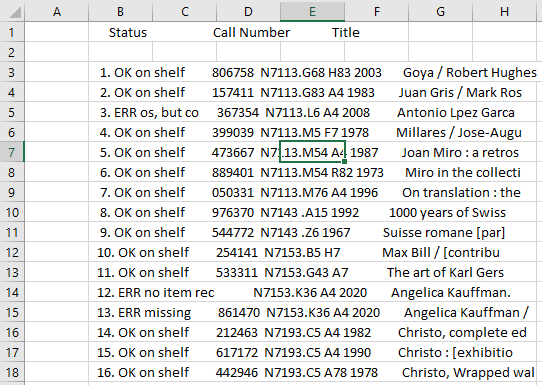 A B C D E F G H
1 Status Call Number Title
2
3 1. OK on shelf 806758 N7113.G68 H83 2003 Goya / Robert Hughes
4 2. OK on shelf 157411 N7113.G83 A4 1983 Juan Gris / Mark Ros
5 3. ERR os, but co 367354 N7113.L6 A4 2008 Antonio Lpez Garca
6 4. OK on shelf 399039 N7113.M5 F7 1978 Millares / Jose-Augu
7 5. OK on shelf 473667 N7113.M54 A4 1987 Joan Miro : a retros
8 6. OK on shelf 889401 N7113.M54 R82 1973 Miro in the collecti
9 7. OK on shelf 050331 N7113.M76 A4 1996 On translation : the
10 8. OK on shelf 976370 N7143 .A15 1992 1000 years of Swiss
11 9. OK on shelf 544772 N7143 .Z6 1967 Suisse romane [par]
12 10. OK on shelf 254141 N7153.B5 H7 Max Bill / [contribu
13 11. OK on shelf 533311 N7153.G43 A7 The art of Karl Gers
14 12. ERR no item rec N7153.K36 A4 2020 Angelica Kauffman.
15 13. ERR missing 861470 N7153.K36 A4 2020 Angelica Kauffman /
16 14. OK on shelf 212463 N7193.C5 A4 1982 Christo, complete ed
17 15. OK on shelf 617172 N7193.C5 A4 1990 Christo : [exhibitio
18 16. OK on shelf 442946 N7193.C5 A78 1978 Christo, Wrapped wal